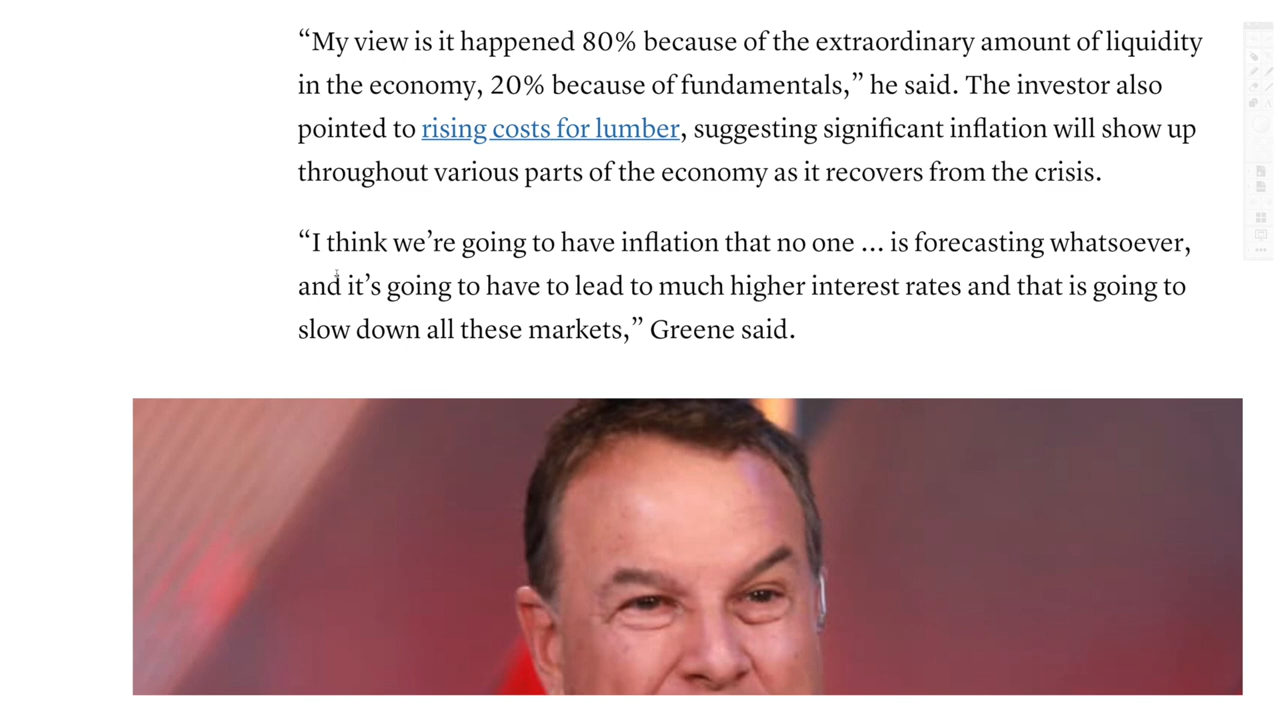 “My view is it happened 80% because of the extraordinary amount of liquidity
in the economy, 20% because of fundamentals,” he said. The investor also
pointed to rising costs for lumber, suggesting significant inflation will show up
throughout various parts of the economy as it recovers from the crisis.
“I think we’re going to have inflation that no one ... is forecasting whatsoever,
and it’s going to have to lead to much higher interest rates and that is going to
slow down all these markets,” Greene said.